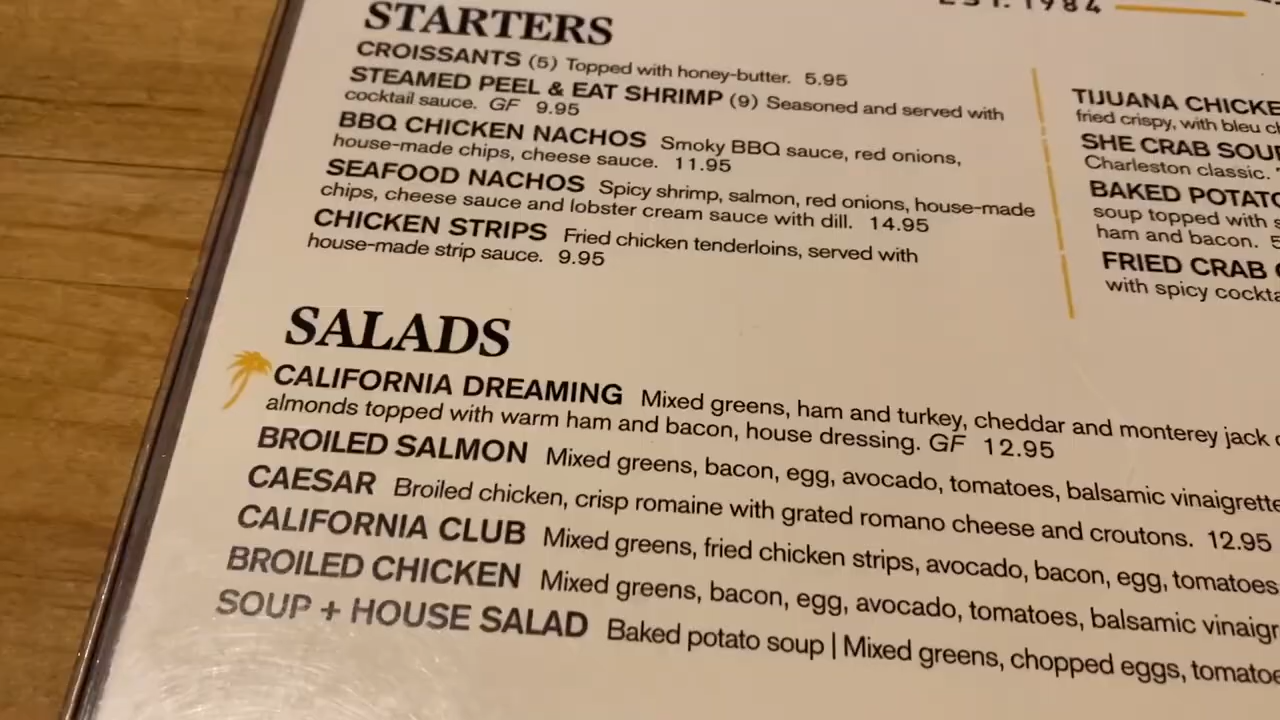 EST. 1984
STARTERS
CROISSANTS (5) Topped with honey-butter. 5.95
STEAMED PEEL & EAT SHRIMP (9) Seasoned and served with
cocktail sauce. GF 9.95
BBQ CHICKEN NACHOS Smoky BBQ sauce, red onions,
house-made chips, cheese sauce. 11.95
SEAFOOD NACHOS Spicy shrimp, salmon, red onions, house-made
chips, cheese sauce and lobster cream sauce with dill. 14.95
CHICKEN STRIPS Fried chicken tenderloins, served with
house-made strip sauce. 9.95
TIJUANA
fried crispy, with bleu
SHE CRAB
Charleston classic.
BAKED
soup topped with
ham and bacon.
FRIED CRAB
with spicy
SALADS
CALIFORNIA DREAMING Mixed greens, ham and turkey, cheddar and monterey jack
almonds topped with warm ham and bacon, house dressing. GF 12.95
BROILED SALMON Mixed greens, bacon, egg, avocado, tomatoes, balsamic vinaigrette
CAESAR Broiled chicken, crisp romaine with grated romano cheese and croutons. 12.95
CALIFORNIA CLUB Mixed greens, fried chicken strips, avocado, bacon, egg, tomatoes
BROILED CHICKEN Mixed greens, bacon, egg, avocado, tomatoes, balsamic
SOUP + HOUSE SALAD Baked potato soup | Mixed greens, chopped eggs,